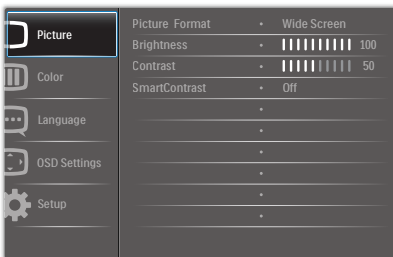 Picture
Color
Language
OSD Settings
Setup
Picture Format • Wide Screen
Brightness • 100
Contrast • 50
SmartContrast • Off